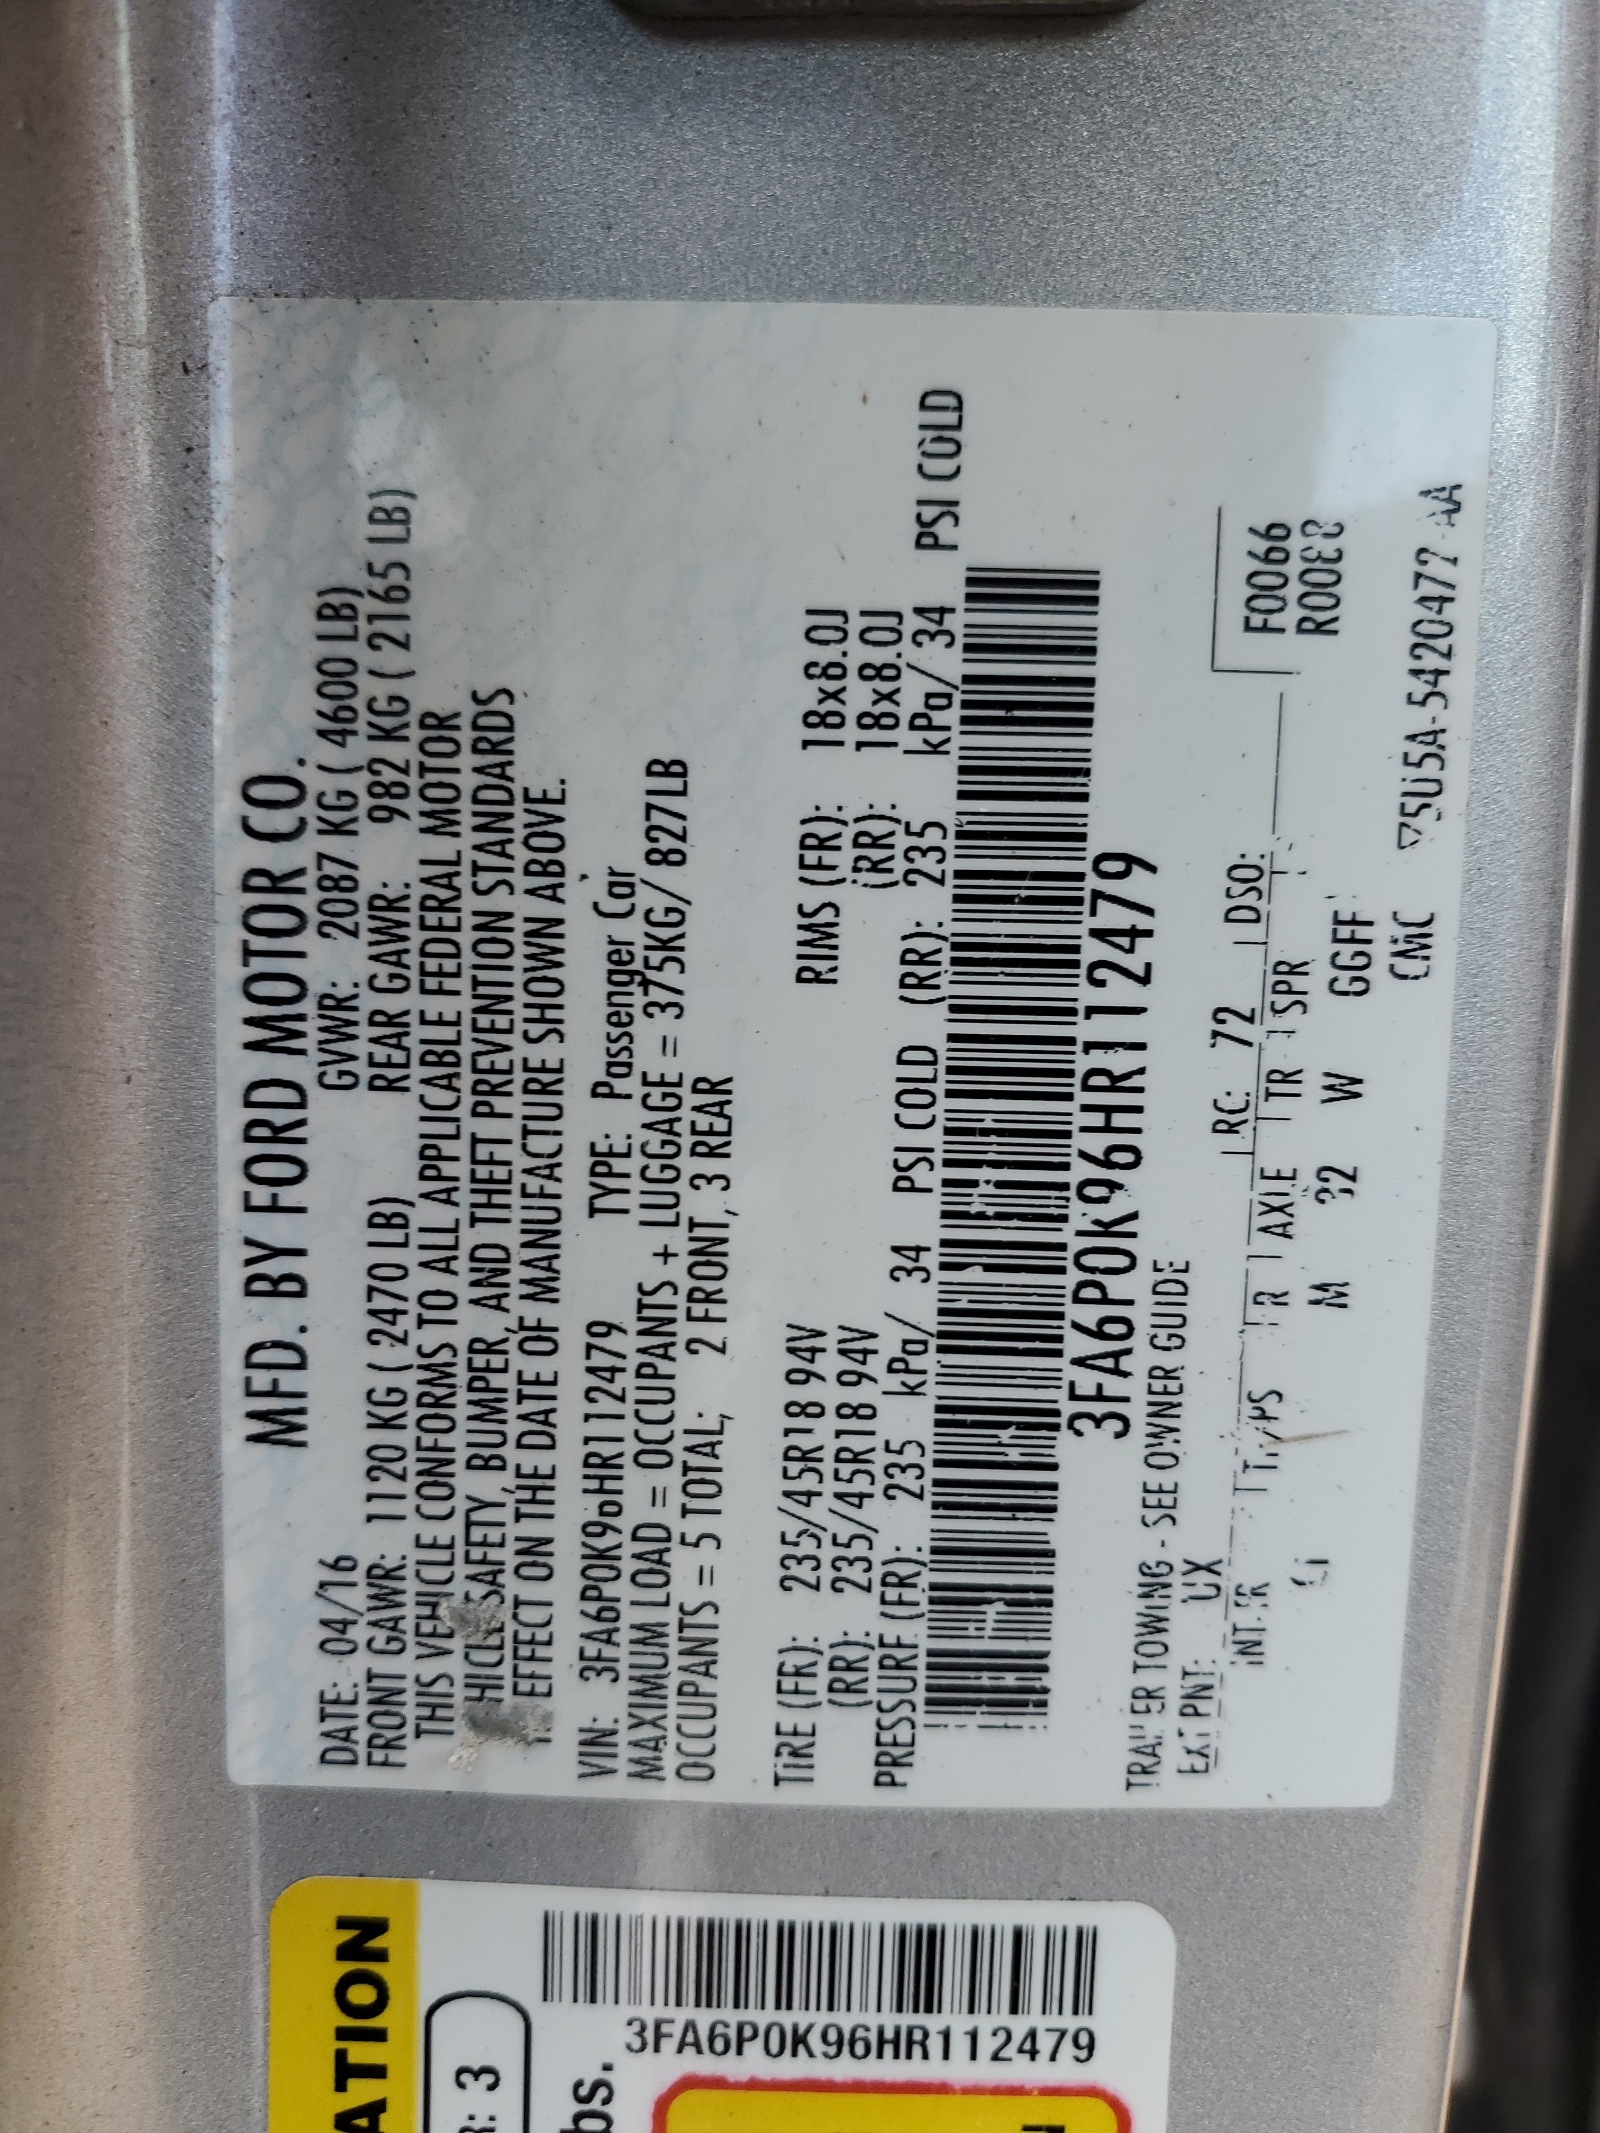 MFD. BY FORD MOTOR CO.
DATE: 04/16 GVWR: 2087 KG ( 4600 LB)
FRONT GAWR: 1120 KG ( 2470 LB) REAR GAWR: 982 KG ( 2165 LB)
THIS VEHICLE CONFORMS TO ALL APPLICABLE FEDERAL MOTOR
SAFETY, BUMPER, AND THEFT PREVENTION STANDARDS
EFFECT ON THE DATE OF MANUFACTURE SHOWN ABOVE.
VIN: 3FA6P0K96HR112479 TYPE: Passenger Car
MAXIMUM LOAD = OCCUPANTS + LUGGAGE = 375KG/ 827LB
OCCUPANTS = 5 TOTAL; 2 FRONT, 3 REAR
TIRE (FR): 235/45R18 94V RIMS (FR): 18x8.0J
(RR): 235/45R18 94V (RR): 18x8.0J
PRESSURE (FR): 235 kPa/ 34 PSI COLD (RR): 235 kPa/ 34 PSI COLD
3FA6P0K96HR112479
TRAILER TOWING - SEE OWNER GUIDE
EXT PNT: UX RC: 72 DSO:
INT TR TP/PS R AXLE TR SPR
M W GGFF
F0066
CMC
ATION
R: 3
bs.
3FA6P0K96HR112479